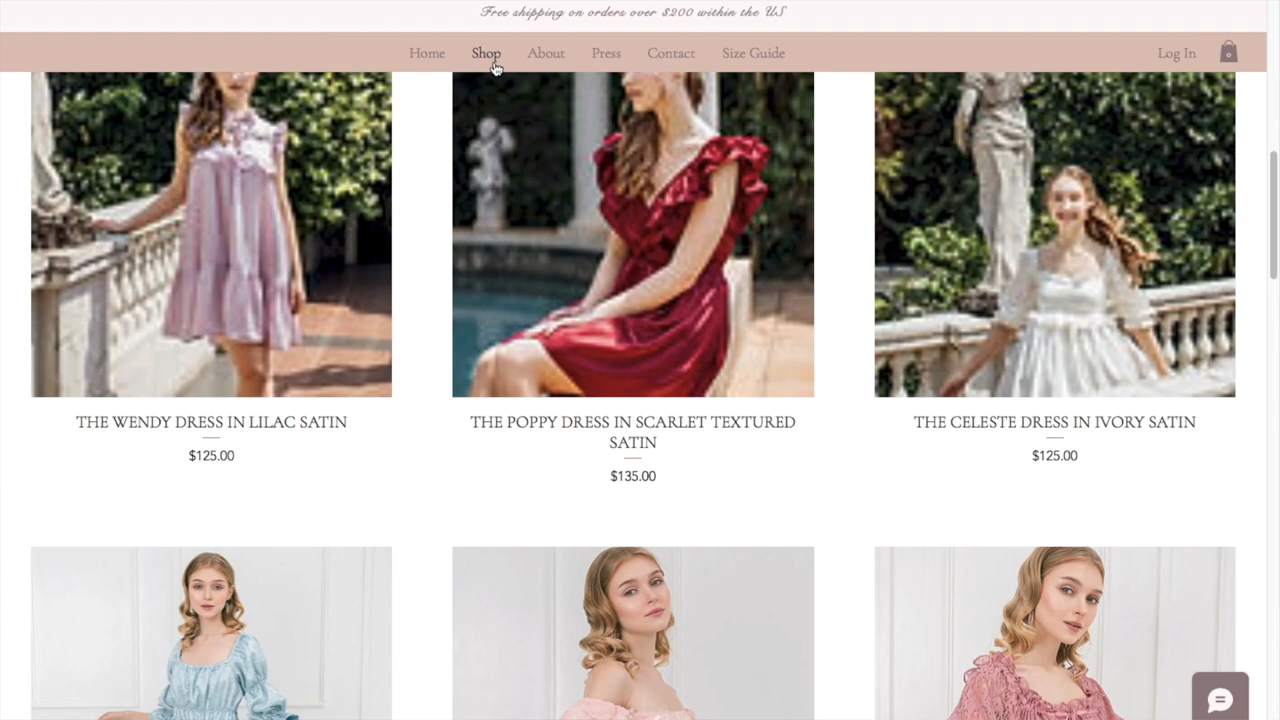 Free shipping on orders over $200 within the US
Home Shop About Press Contact Size Guide Log In 0
THE WENDY DRESS IN LILAC SATIN
$125.00
THE POPPY DRESS IN SCARLET TEXTURED
SATIN
$135.00
THE CELESTE DRESS IN IVORY SATIN
$125.00